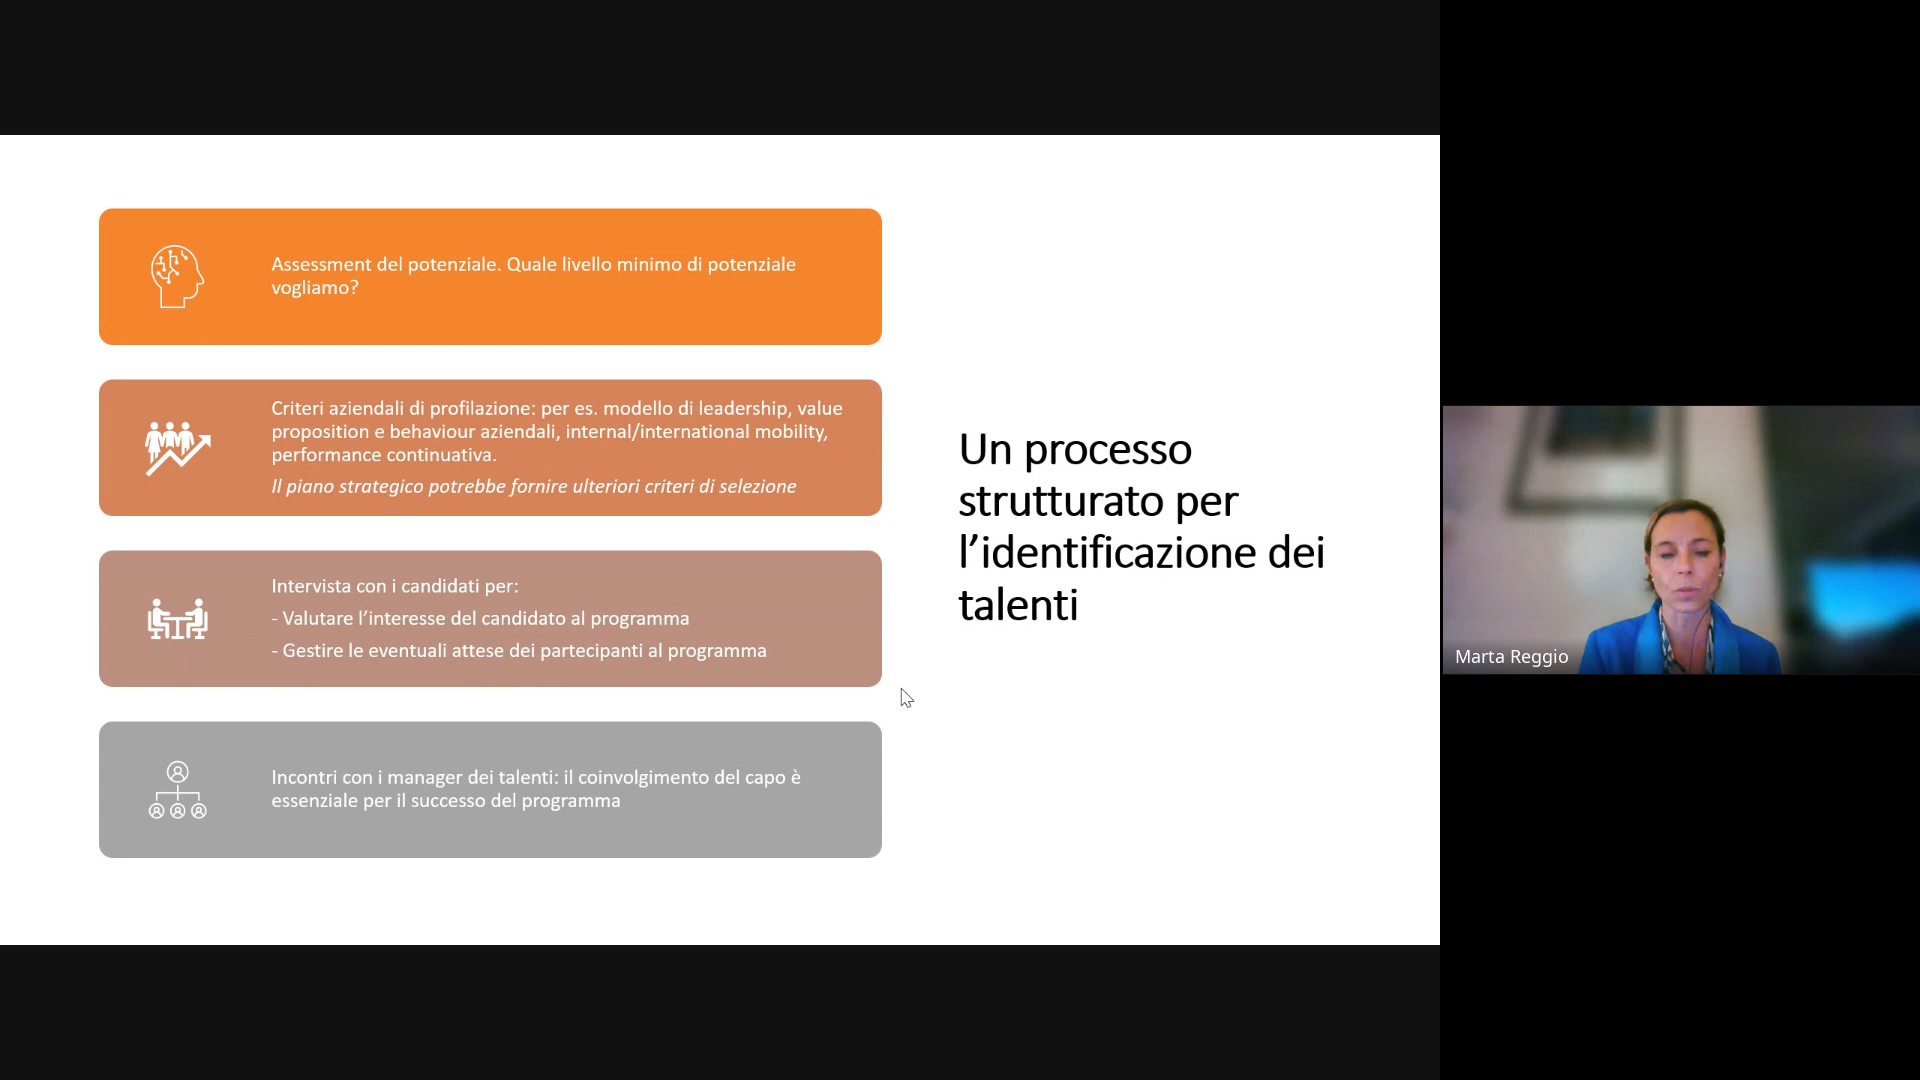 Assessment del potenziale. Quale livello minimo di potenziale
vogliamo?
Criteri aziendali di profilazione: per es. modello di leadership, value
proposition e behaviour aziendali, internal/international mobility,
performance continuativa.
Il piano strategico potrebbe fornire ulteriori criteri di selezione
Intervista con i candidati per:
- Valutare l’interesse del candidato al programma
- Gestire le eventuali attese dei partecipanti al programma
Incontri con i manager dei talenti: il coinvolgimento del capo è
essenziale per il successo del programma
Un processo
strutturato per
l’identificazione dei
talenti
Marta Reggio